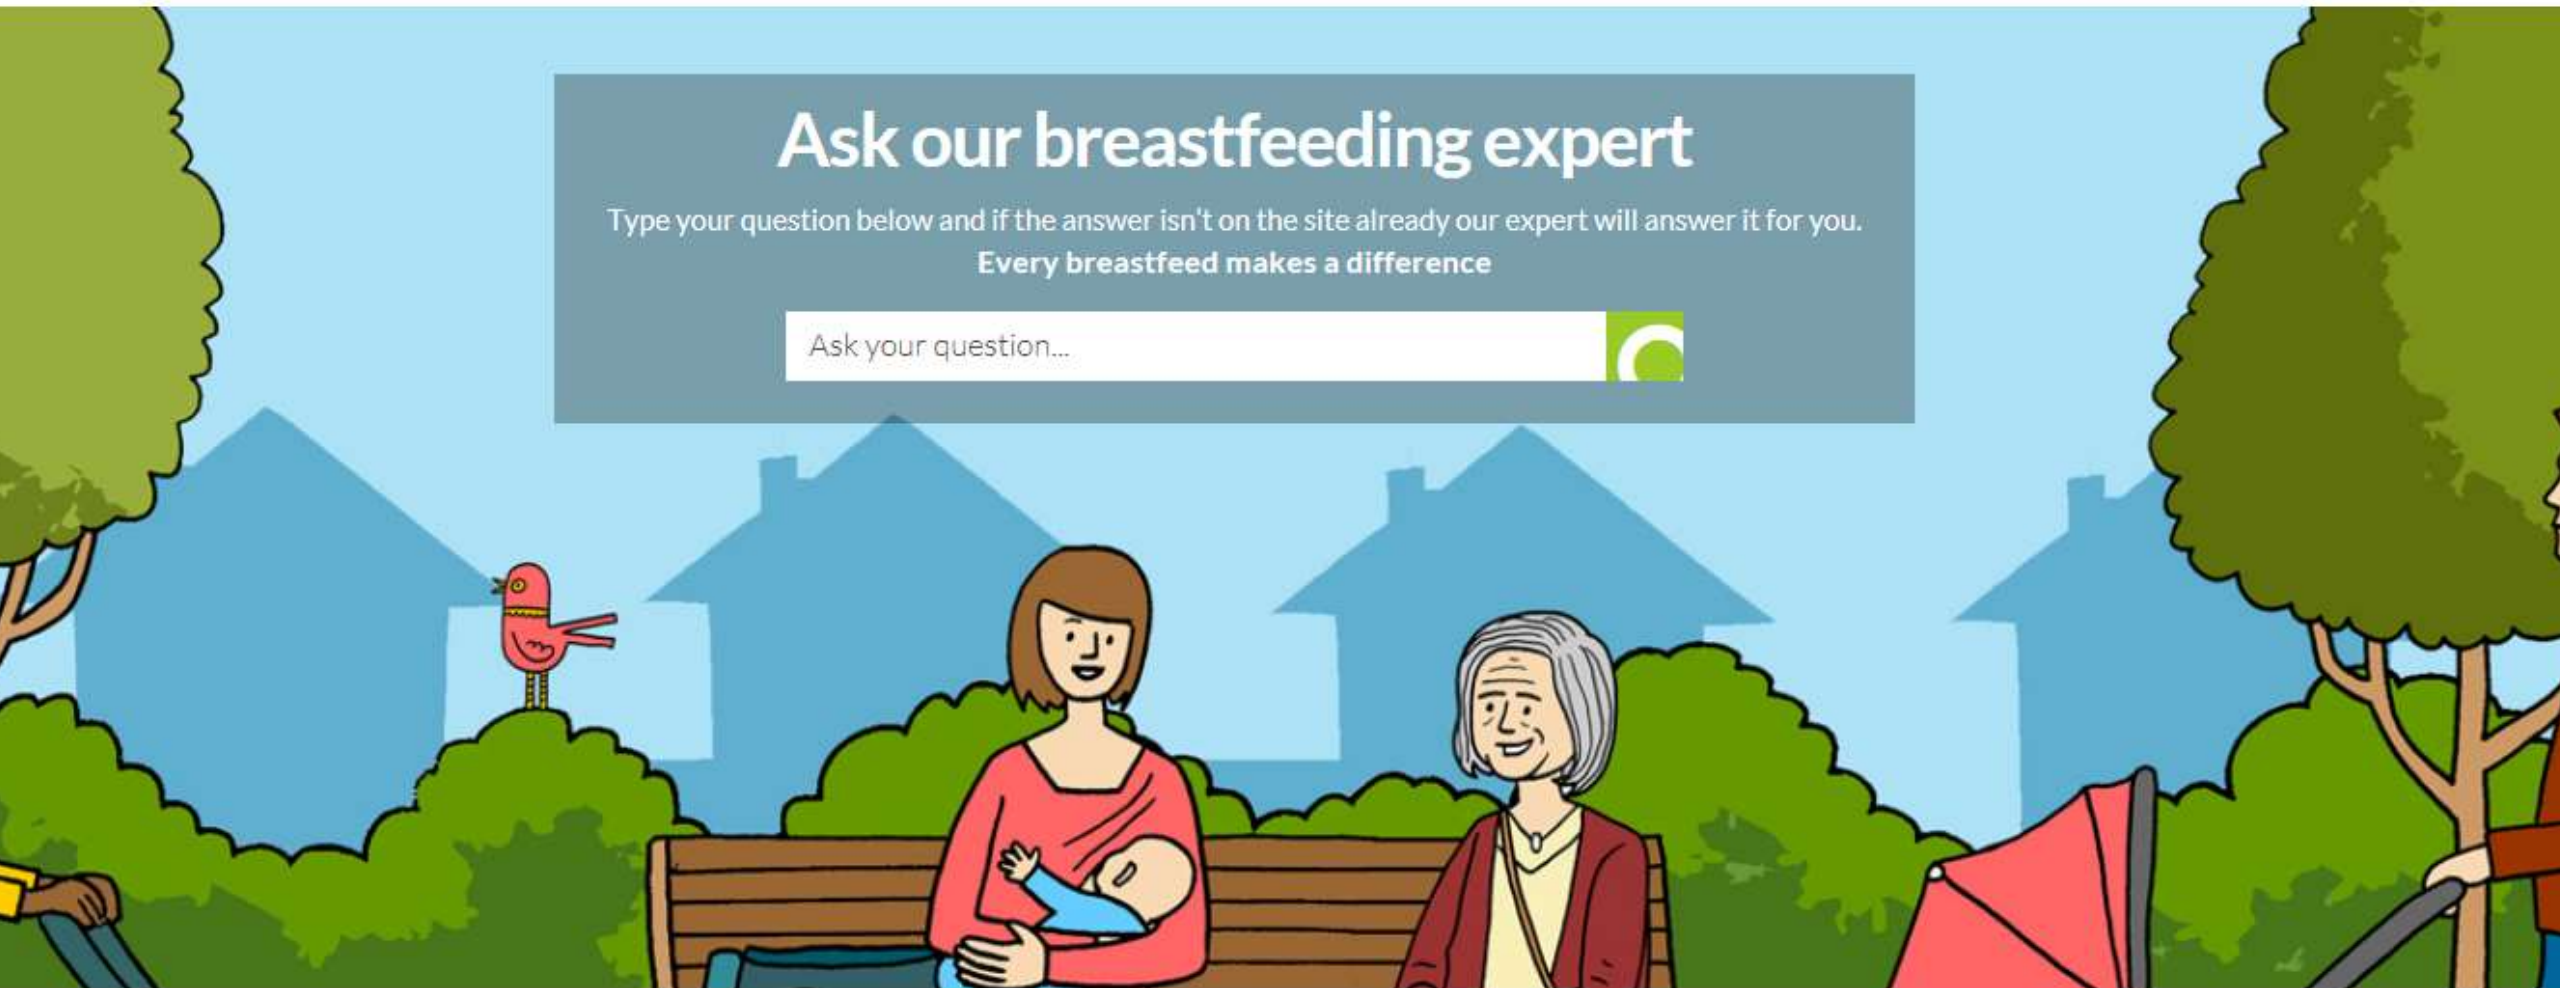 Ask our breastfeeding expert
Type your question below and if the answer isn't on the site already our expert will answer it for you.
Every breastfeed makes a difference
Ask your question...